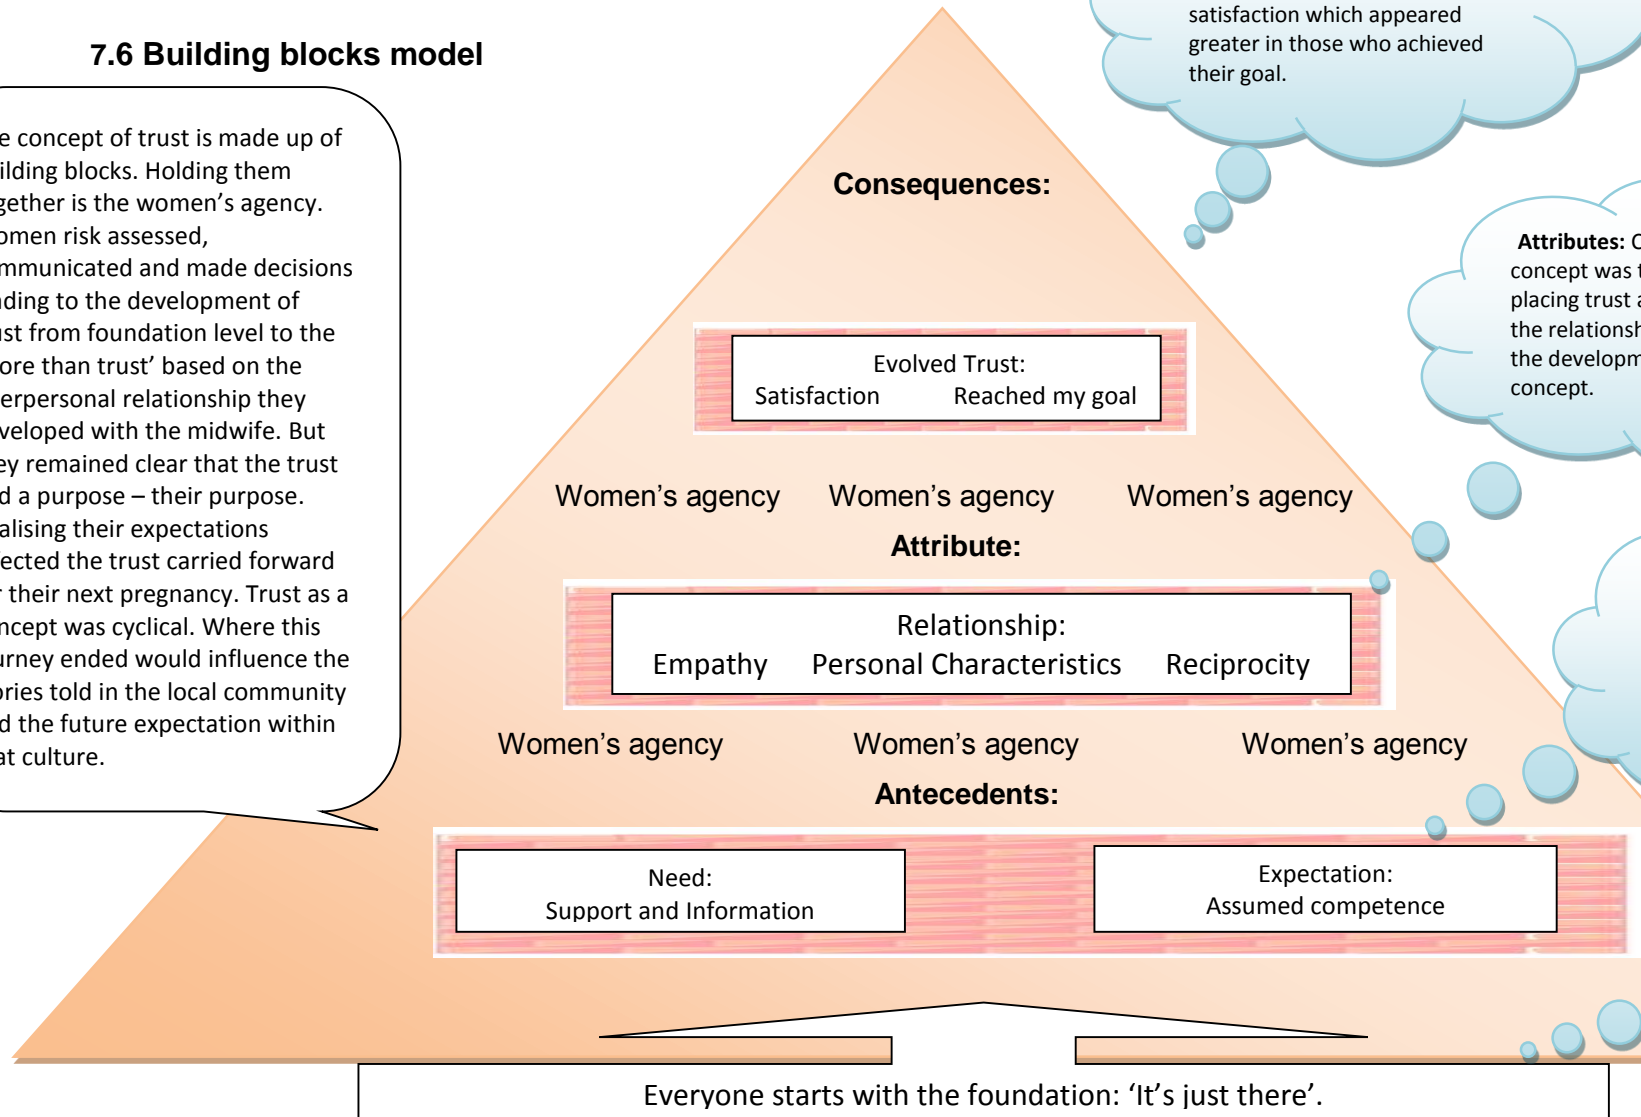 7.6 Building blocks model
e concept of trust is made up of
ilding blocks. Holding them
gether is the women's agency.
omen risk assessed,
mmunicated and made decisions
ding to the development of
ust from foundation level to the
ore than trust' based on the
erpersonal relationship they
veloped with the midwife. But
ey remained clear that the trust
d a purpose – their purpose.
alising their expectations
fected the trust carried forward
r their next pregnancy. Trust as a
ncept was cyclical. Where this
urney ended would influence the
ories told in the local community
d the future expectation within
at culture.
satisfaction which appeared
greater in those who achieved
their goal.
Consequences:
Attributes:
concept was
placing trust
the relationsh
the developm
concept.
Evolved Trust:
Satisfaction Reached my goal
Women's agency Women's agency Women's agency
Attribute:
Relationship:
Empathy Personal Characteristics Reciprocity
Women's agency Women's agency Women's agency
Antecedents:
Need:
Support and Information
Expectation:
Assumed competence
Everyone starts with the foundation: 'It's just there'.